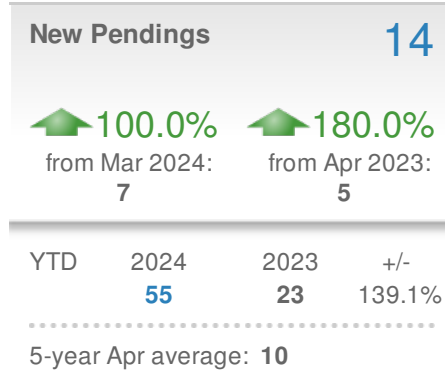 New Pendings 14
100.0% 180.0%
from Mar 2024: from Apr 2023:
7 5
YTD 2024 2023 +/-
55 23 139.1%
5-year Apr average: 10